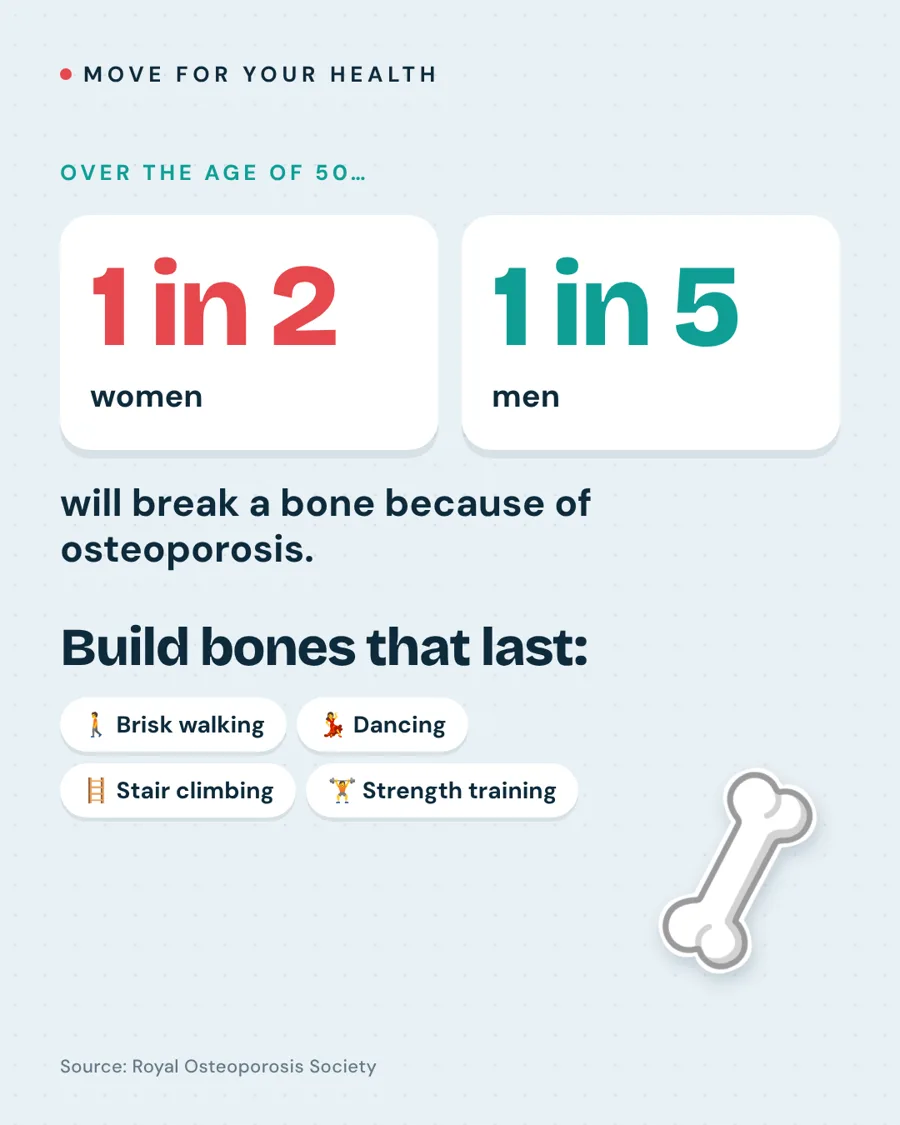 MOVE FOR YOUR HEALTH
OVER THE AGE OF 50…
1 in 2
women
1 in 5
men
will break a bone because of
osteoporosis.
Build bones that last:
Brisk walking
Dancing
Stair climbing
Strength training
Source: Royal Osteoporosis Society